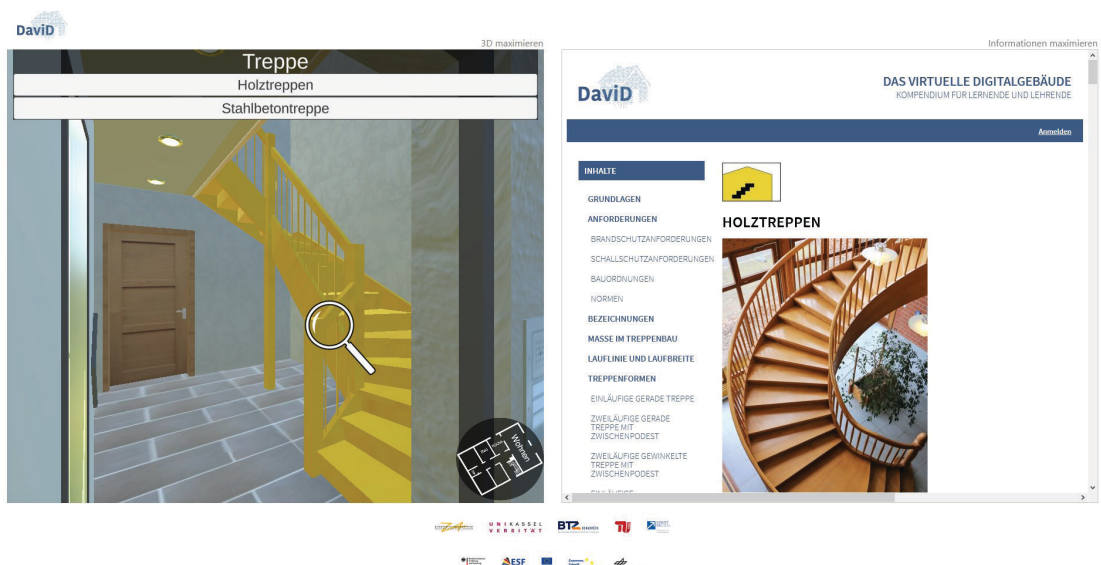 DaviD
3D maximieren
Treppe
Holztreppen
Stahlbetontreppe
Wohnen
Informationen maximieren
DaviD
DAS VIRTUELLE DIGITALGEBÄUDE
KOMPENDIUM FÜR LERNENDE UND LEHRENDE
Anmelden
INHALTE
GRUNDLAGEN
ANFORDERUNGEN
BRANDSCHUTZANFORDERUNGEN
SCHALLSCHUTZANFORDERUNGEN
BAUORDNUNGEN
NORMEN
BEZEICHNUNGEN
MASSE IM TREPPENBAU
LAUFLINIE UND LAUFBREITE
TREPPENFORMEN
EINLÄUFIGE GERADE TREPPE
ZWEILÄUFIGE GERADE
TREPPE MIT
ZWISCHENPODEST
ZWEILÄUFIGE GEWINKELTE
TREPPE MIT
ZWISCHENPODEST
HOLZTREPPEN
UNIKASSEL
VERSITÄT
BTZ
ESF